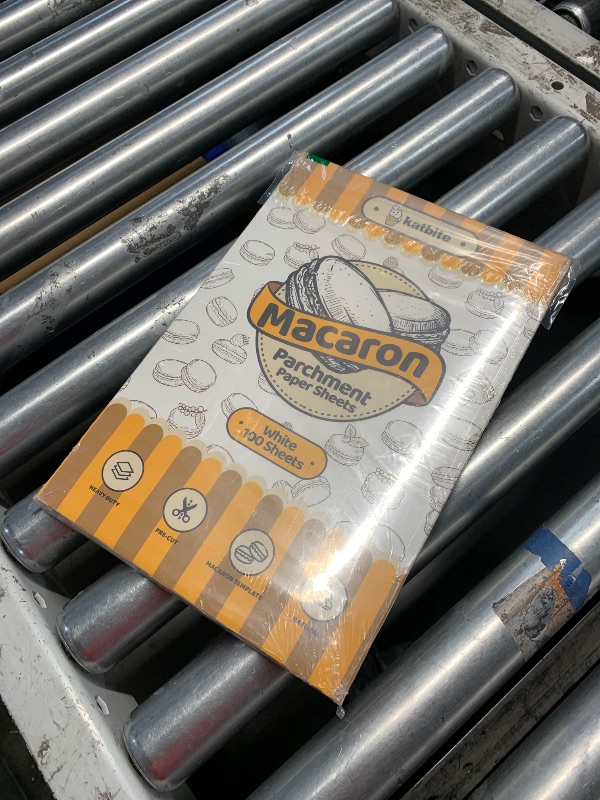 katbite
Macaron
Parchment
Paper Sheets
White
100 Sheets
HEAVY DUTY
PRE-CUT
MACARON TEMPLATE